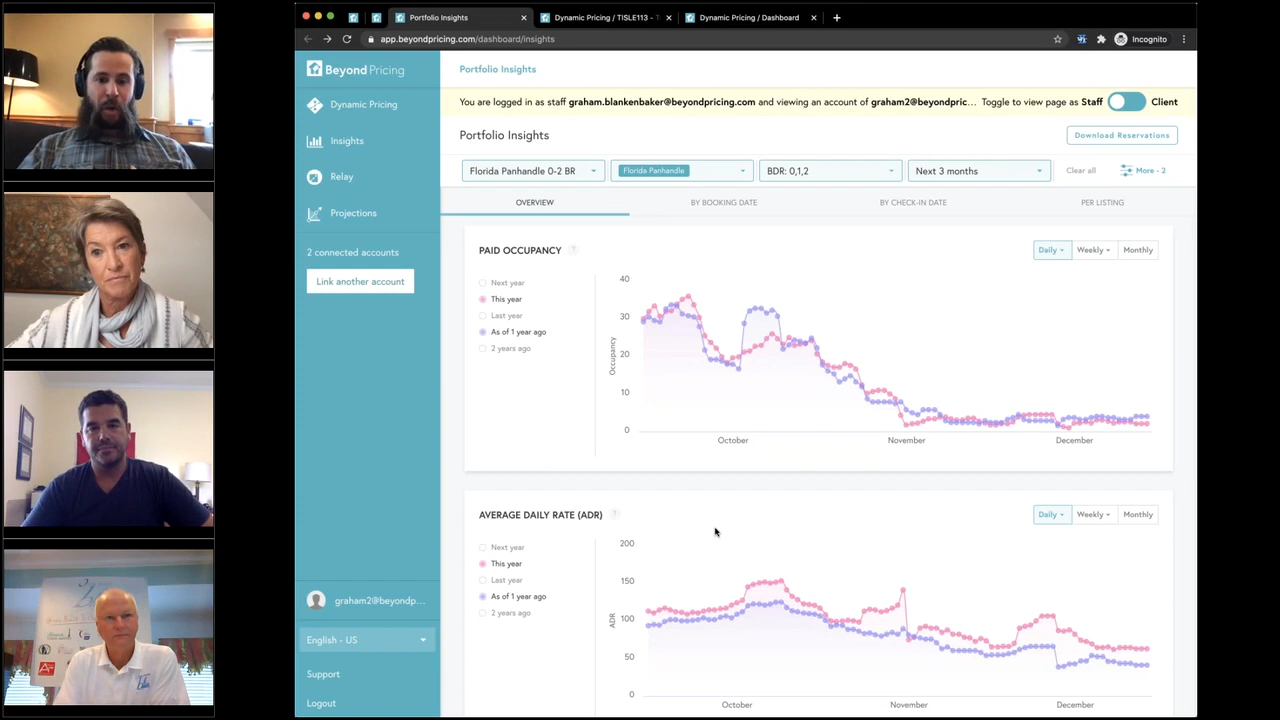 Portfolio Insights
Dynamic Pricing / TISLE113 - T
Dynamic Pricing / Dashboard
app.beyondpricing.com/dashboard/insights
Incognito
Beyond Pricing
Dynamic Pricing
Insights
Relay
Projections
2 connected accounts
Link another account
graham2@beyondp...
English - US
Support
Logout
Portfolio Insights
You are logged in as staff graham.blankenbaker@beyondpricing.com and viewing an account of graham2@beyondpric... Toggle to view page as Staff Client
Portfolio Insights
Download Reservations
Florida Panhandle 0-2 BR
Florida Panhandle
BDR: 0,1,2
Next 3 months
Clear all
More - 2
OVERVIEW
BY BOOKING DATE
BY CHECK-IN DATE
PER LISTING
PAID OCCUPANCY ?
Daily
Weekly
Monthly
Next year
This year
Last year
As of 1 year ago
2 years ago
Occupancy
40
30
20
10
0
October
November
December
AVERAGE DAILY RATE (ADR) ?
Daily
Weekly
Monthly
Next year
This year
Last year
As of 1 year ago
2 years ago
ADR
200
150
100
50
0
October
November
December